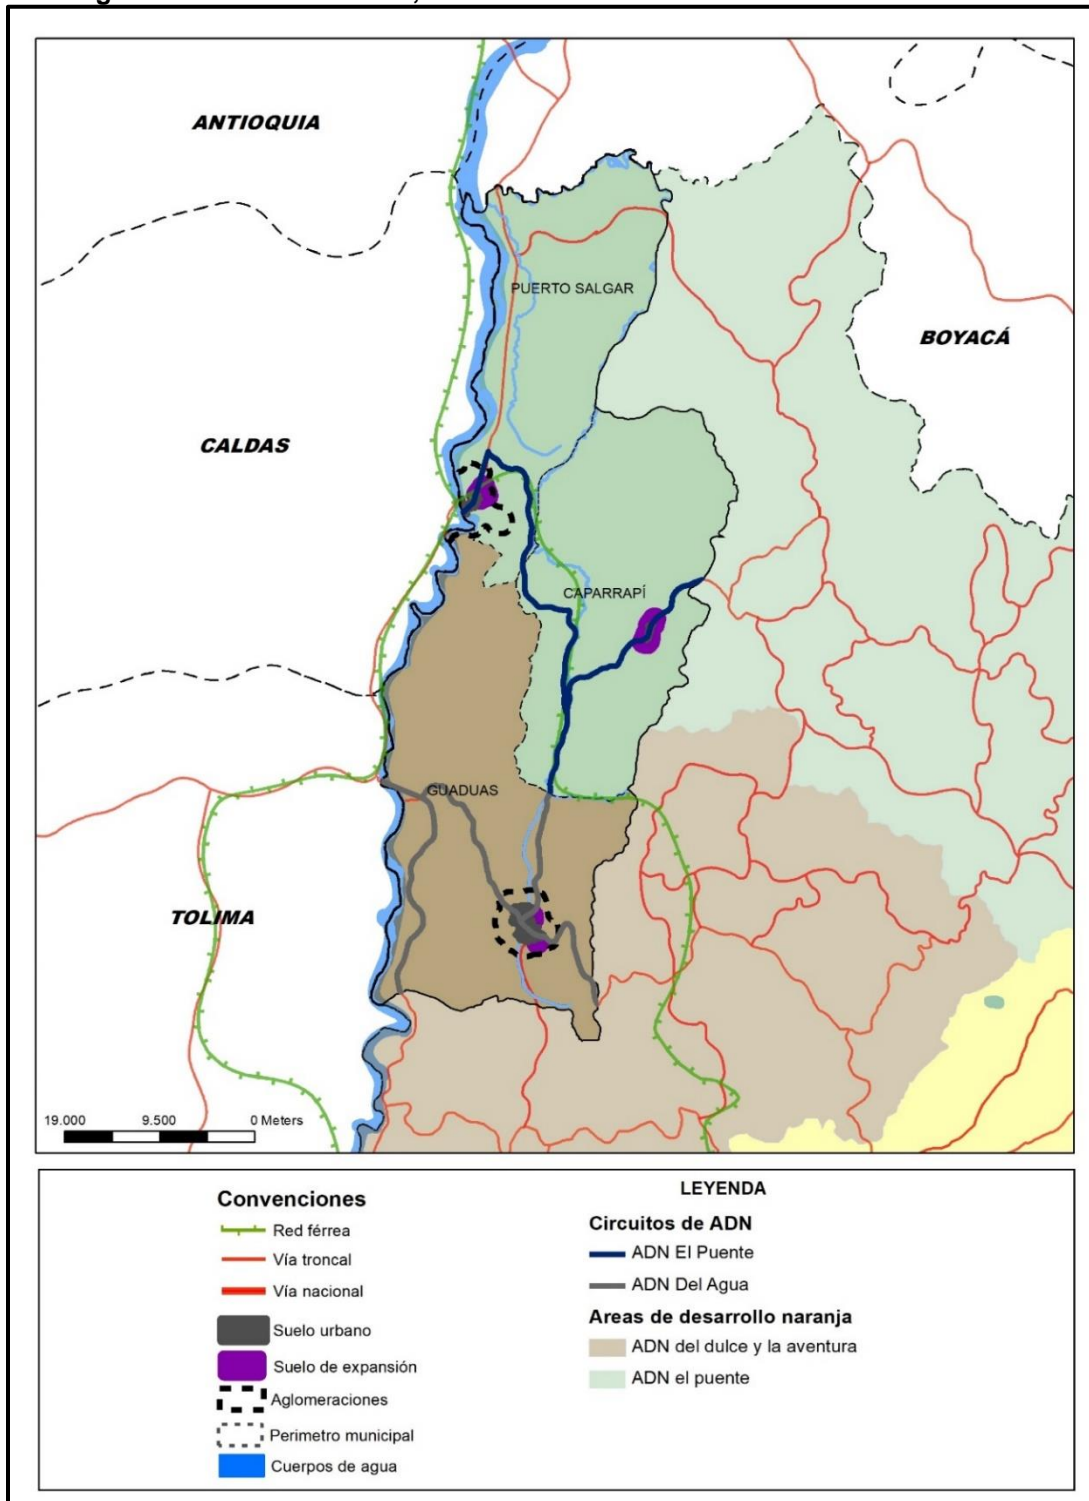 ANTIOQUIA
PUERTO SALGAR
BOYACÁ
CALDAS
CAPARRAPÍ
GUADUAS
TOLIMA
19.000 9.500 0 Meters
Convenciones
Red férrea
Vía troncal
Vía nacional
Suelo urbano
Suelo de expansión
Aglomeraciones
Perimetro municipal
Cuerpos de agua
LEYENDA
Circuitos de ADN
ADN El Puente
ADN Del Agua
Areas de desarrollo naranja
ADN del dulce y la aventura
ADN el puente